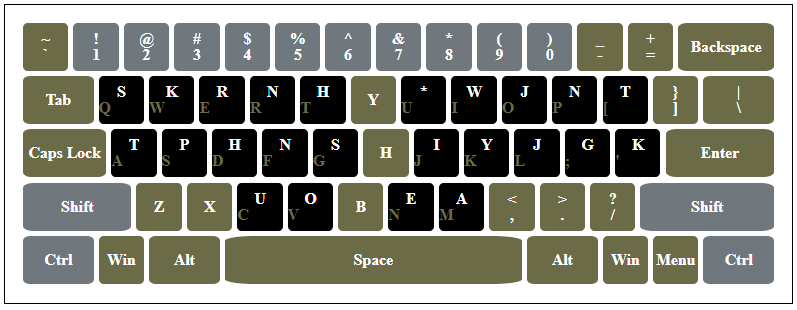 ~ ! @ # $ % ^ & * ( ) _ + Backspace
` 1 2 3 4 5 6 7 8 9 0 - =
Tab S K R N H Y * W J N T } |
Q W E R T U I O P [ ] \
Caps Lock T P H N S H I Y J G K Enter
A S D F G J K L ; '
Shift Z X U O B E A < > ? Shift
C V N M , . /
Ctrl Win Alt Space Alt Win Menu Ctrl